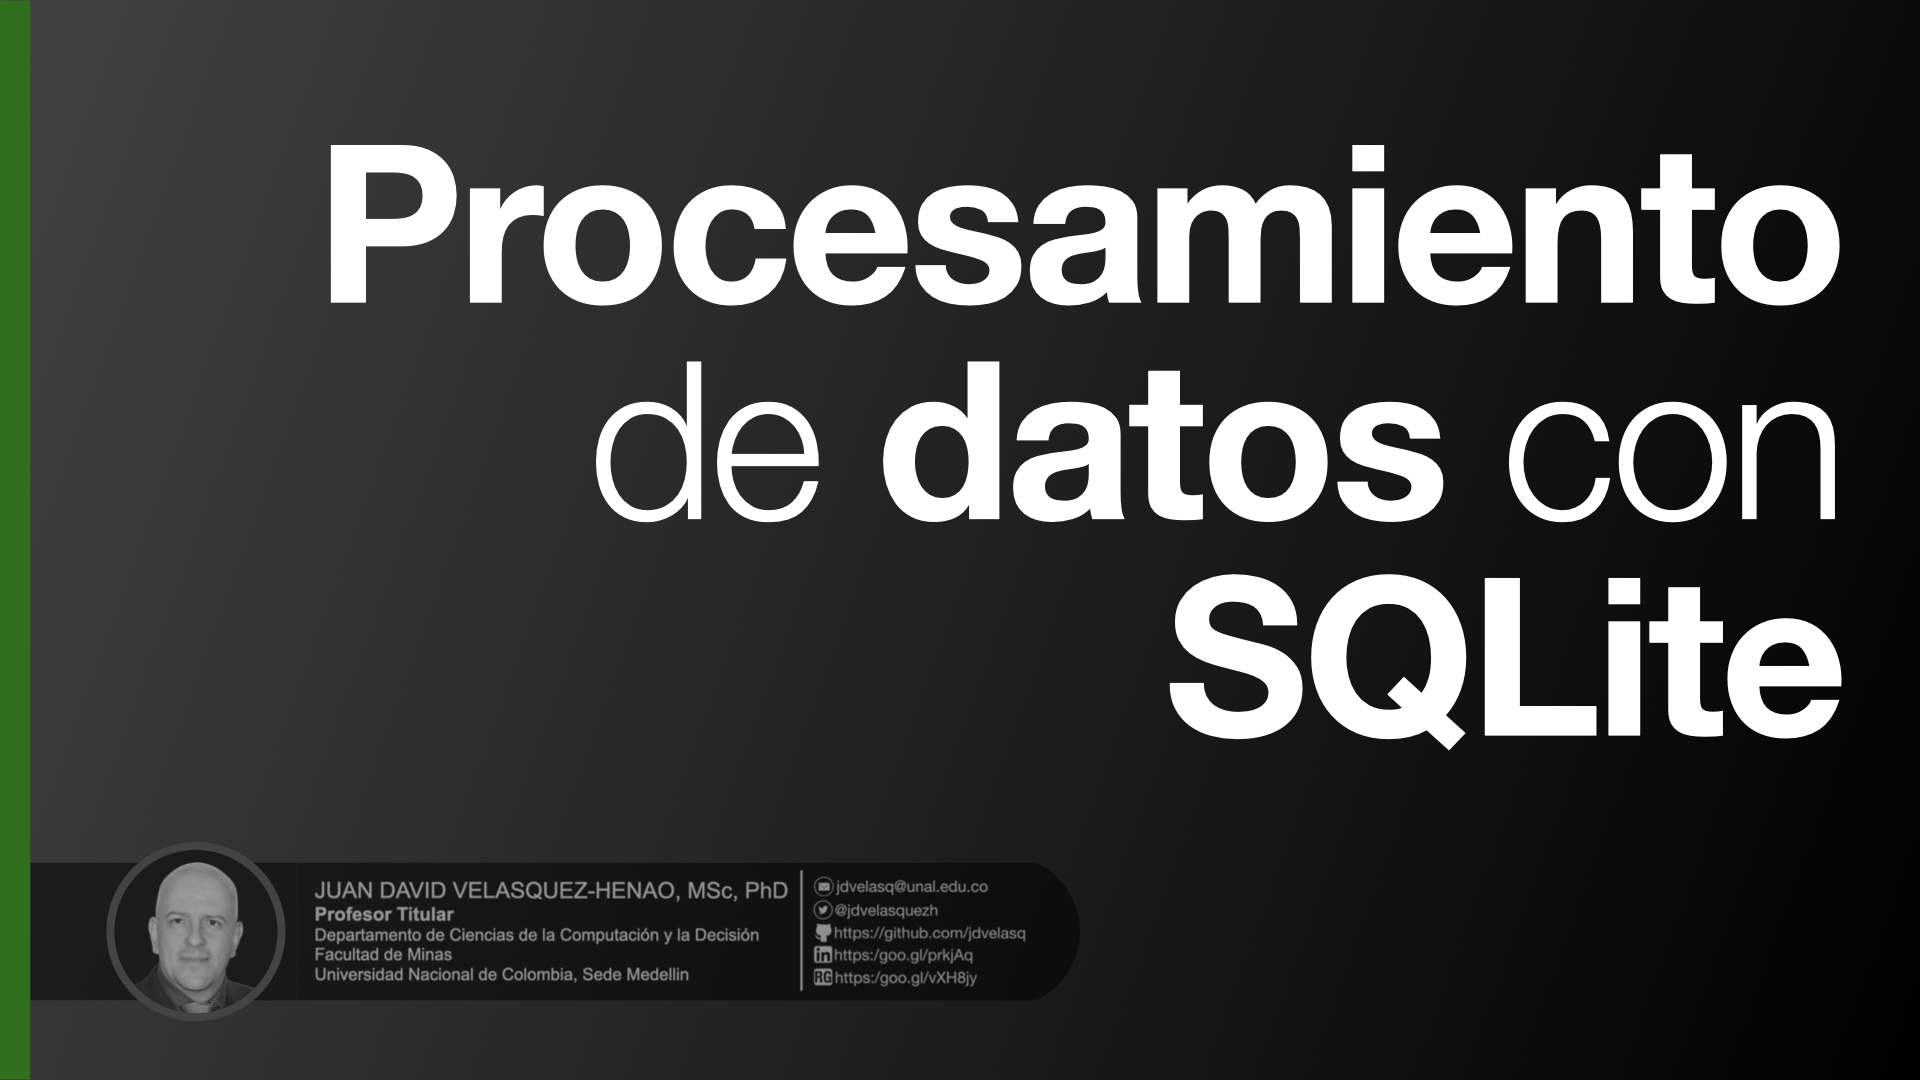 Procesamiento
de datos con
SQLite
JUAN DAVID VELASQUEZ-HENAO, MSc, PhD
Profesor Titular
Departamento de Ciencias de la Computación y la Decisión
Facultad de Minas
Universidad Nacional de Colombia, Sede Medellin
jdvelasq@unal.edu.co
@jdvelasquezh
https://github.com/jdvelasq
in https:/goo.gl/prkjAq
RG https:/goo.gl/vXH8jy